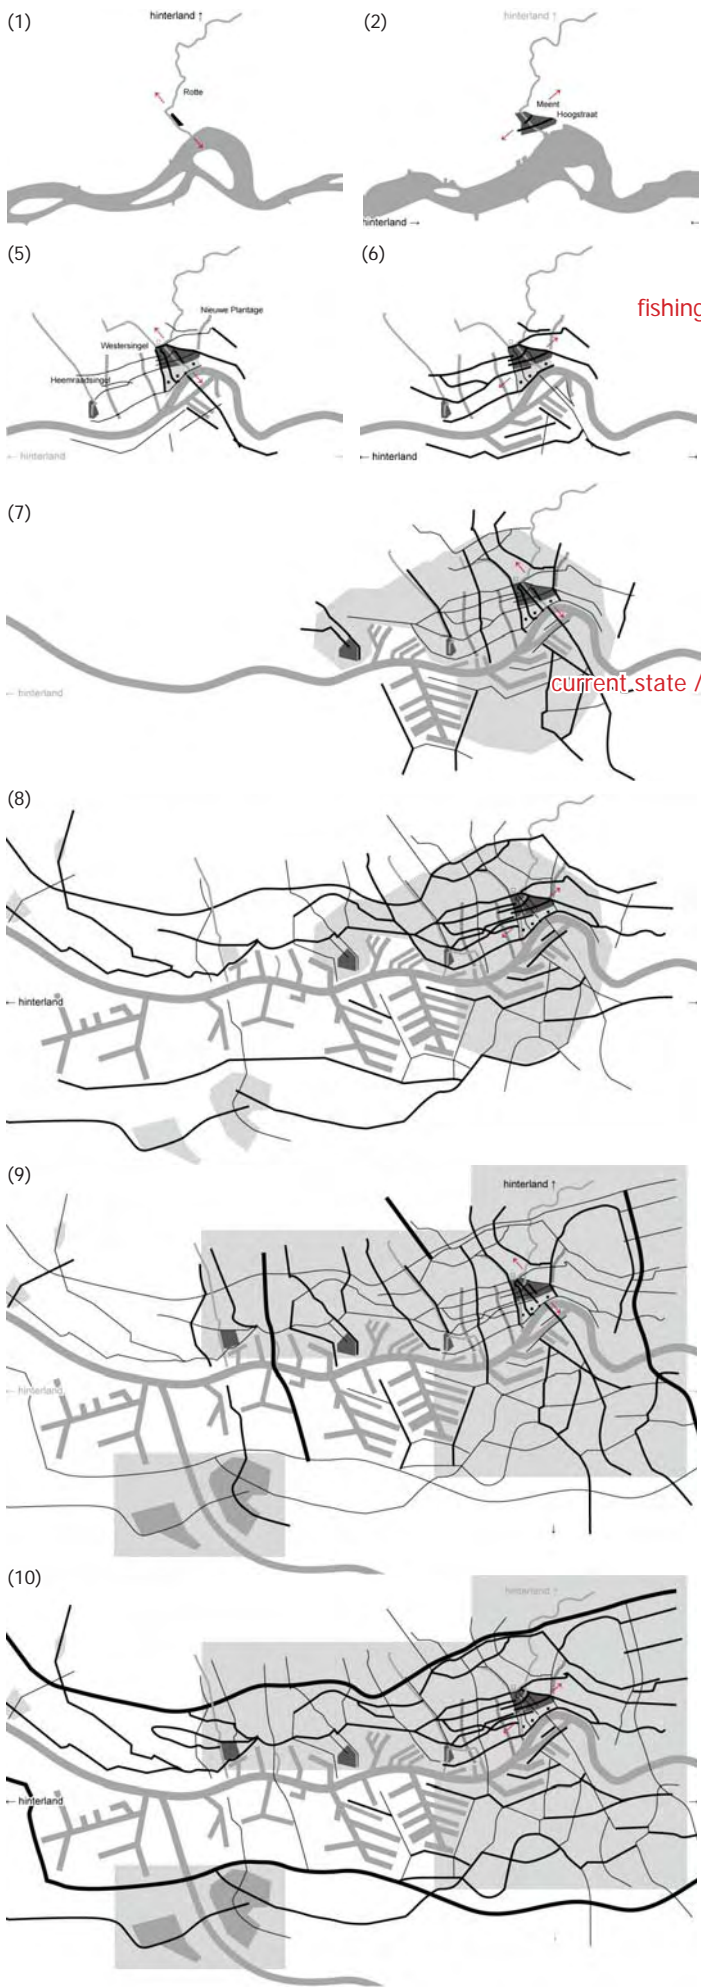 (1)
hinterland ↑
Rotte
(2)
hinterland ↑
Meent
Hoogstraat
hinterland →
←
(5)
Nieuwe Plantage
Westersingel
Heemraadsingel
← hinterland
→
(6)
fishing
← hinterland
→
(7)
← hinterland
current state /
(8)
← hinterland
→
(9)
hinterland ↑
← hinterland
↓
(10)
hinterland ↑
← hinterland
→
↓